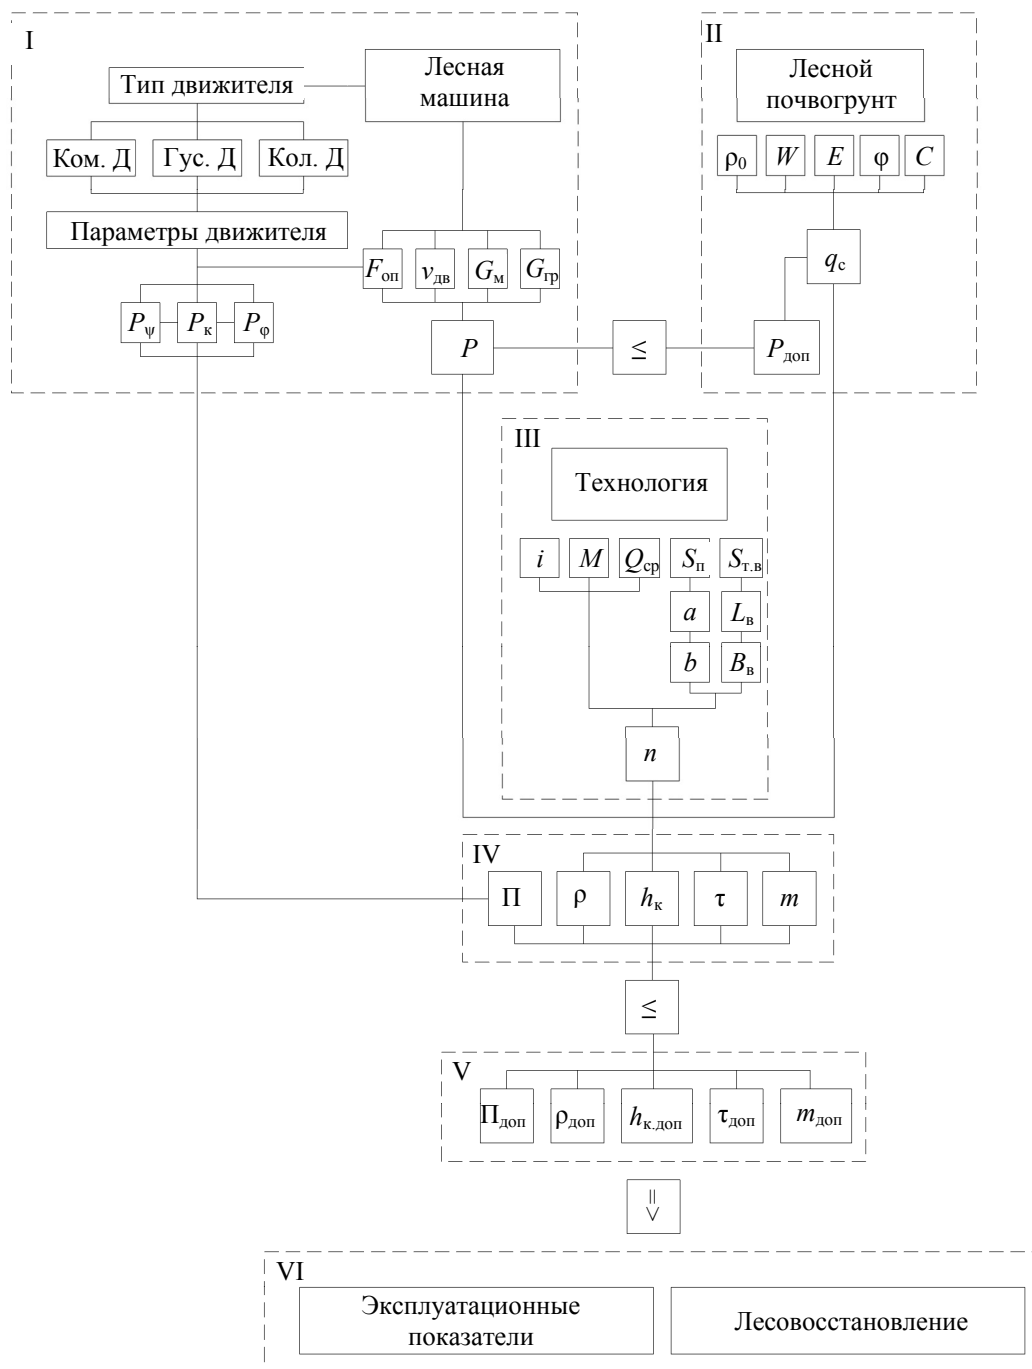 I
Тип движителя
Лесная
машина
Ком. Д
Гус. Д
Кол. Д
Параметры движителя
Fоп
vдв
Gм
Gгр
Pψ
Pк
Pφ
P
≤
II
Лесной
почвогрунт
ρ0
W
E
φ
C
qс
Pдоп
III
Технология
i
M
Qср
Sп
Sт.в
a
Lв
b
Bв
n
IV
П
ρ
hк
τ
m
≤
V
Пдоп
ρдоп
hк.доп
τдоп
mдоп
=>
VI
Эксплуатационные
показатели
Лесовосстановление